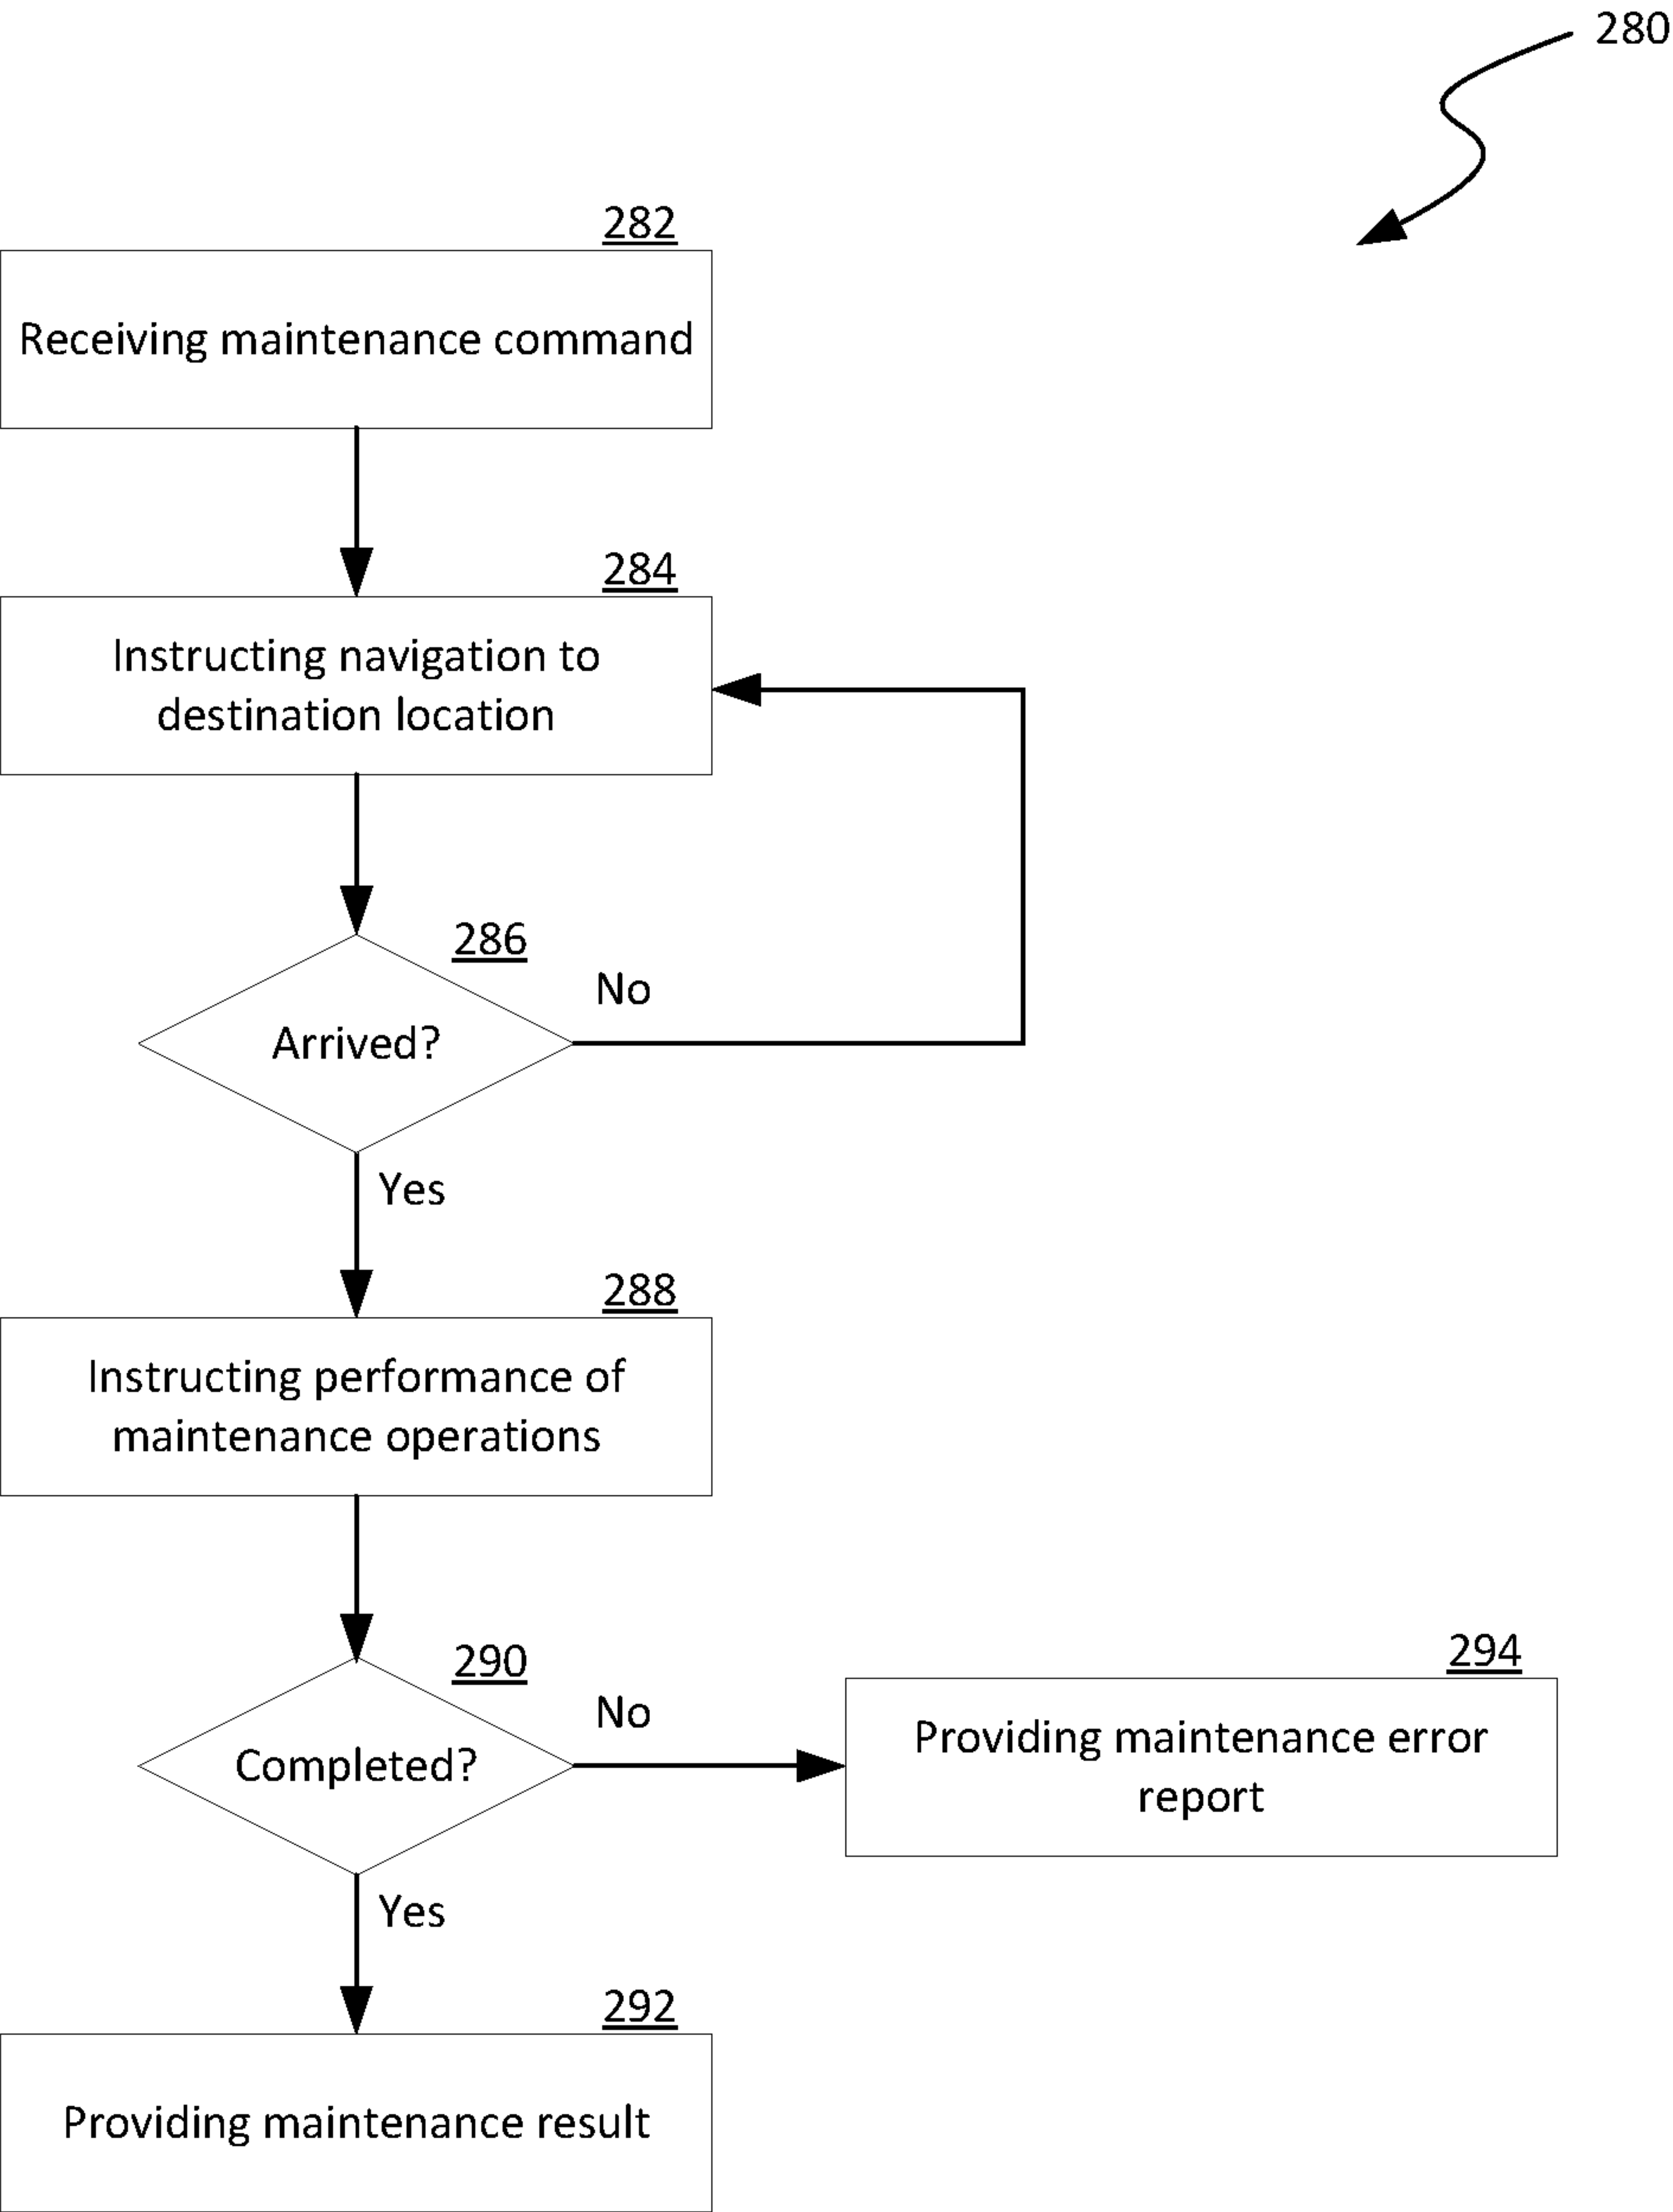 280
282
Receiving maintenance command
284
Instructing navigation to
destination location
286
No
Arrived?
Yes
288
Instructing performance of
maintenance operations
290
No
Completed?
294
Providing maintenance error
report
Yes
292
Providing maintenance result